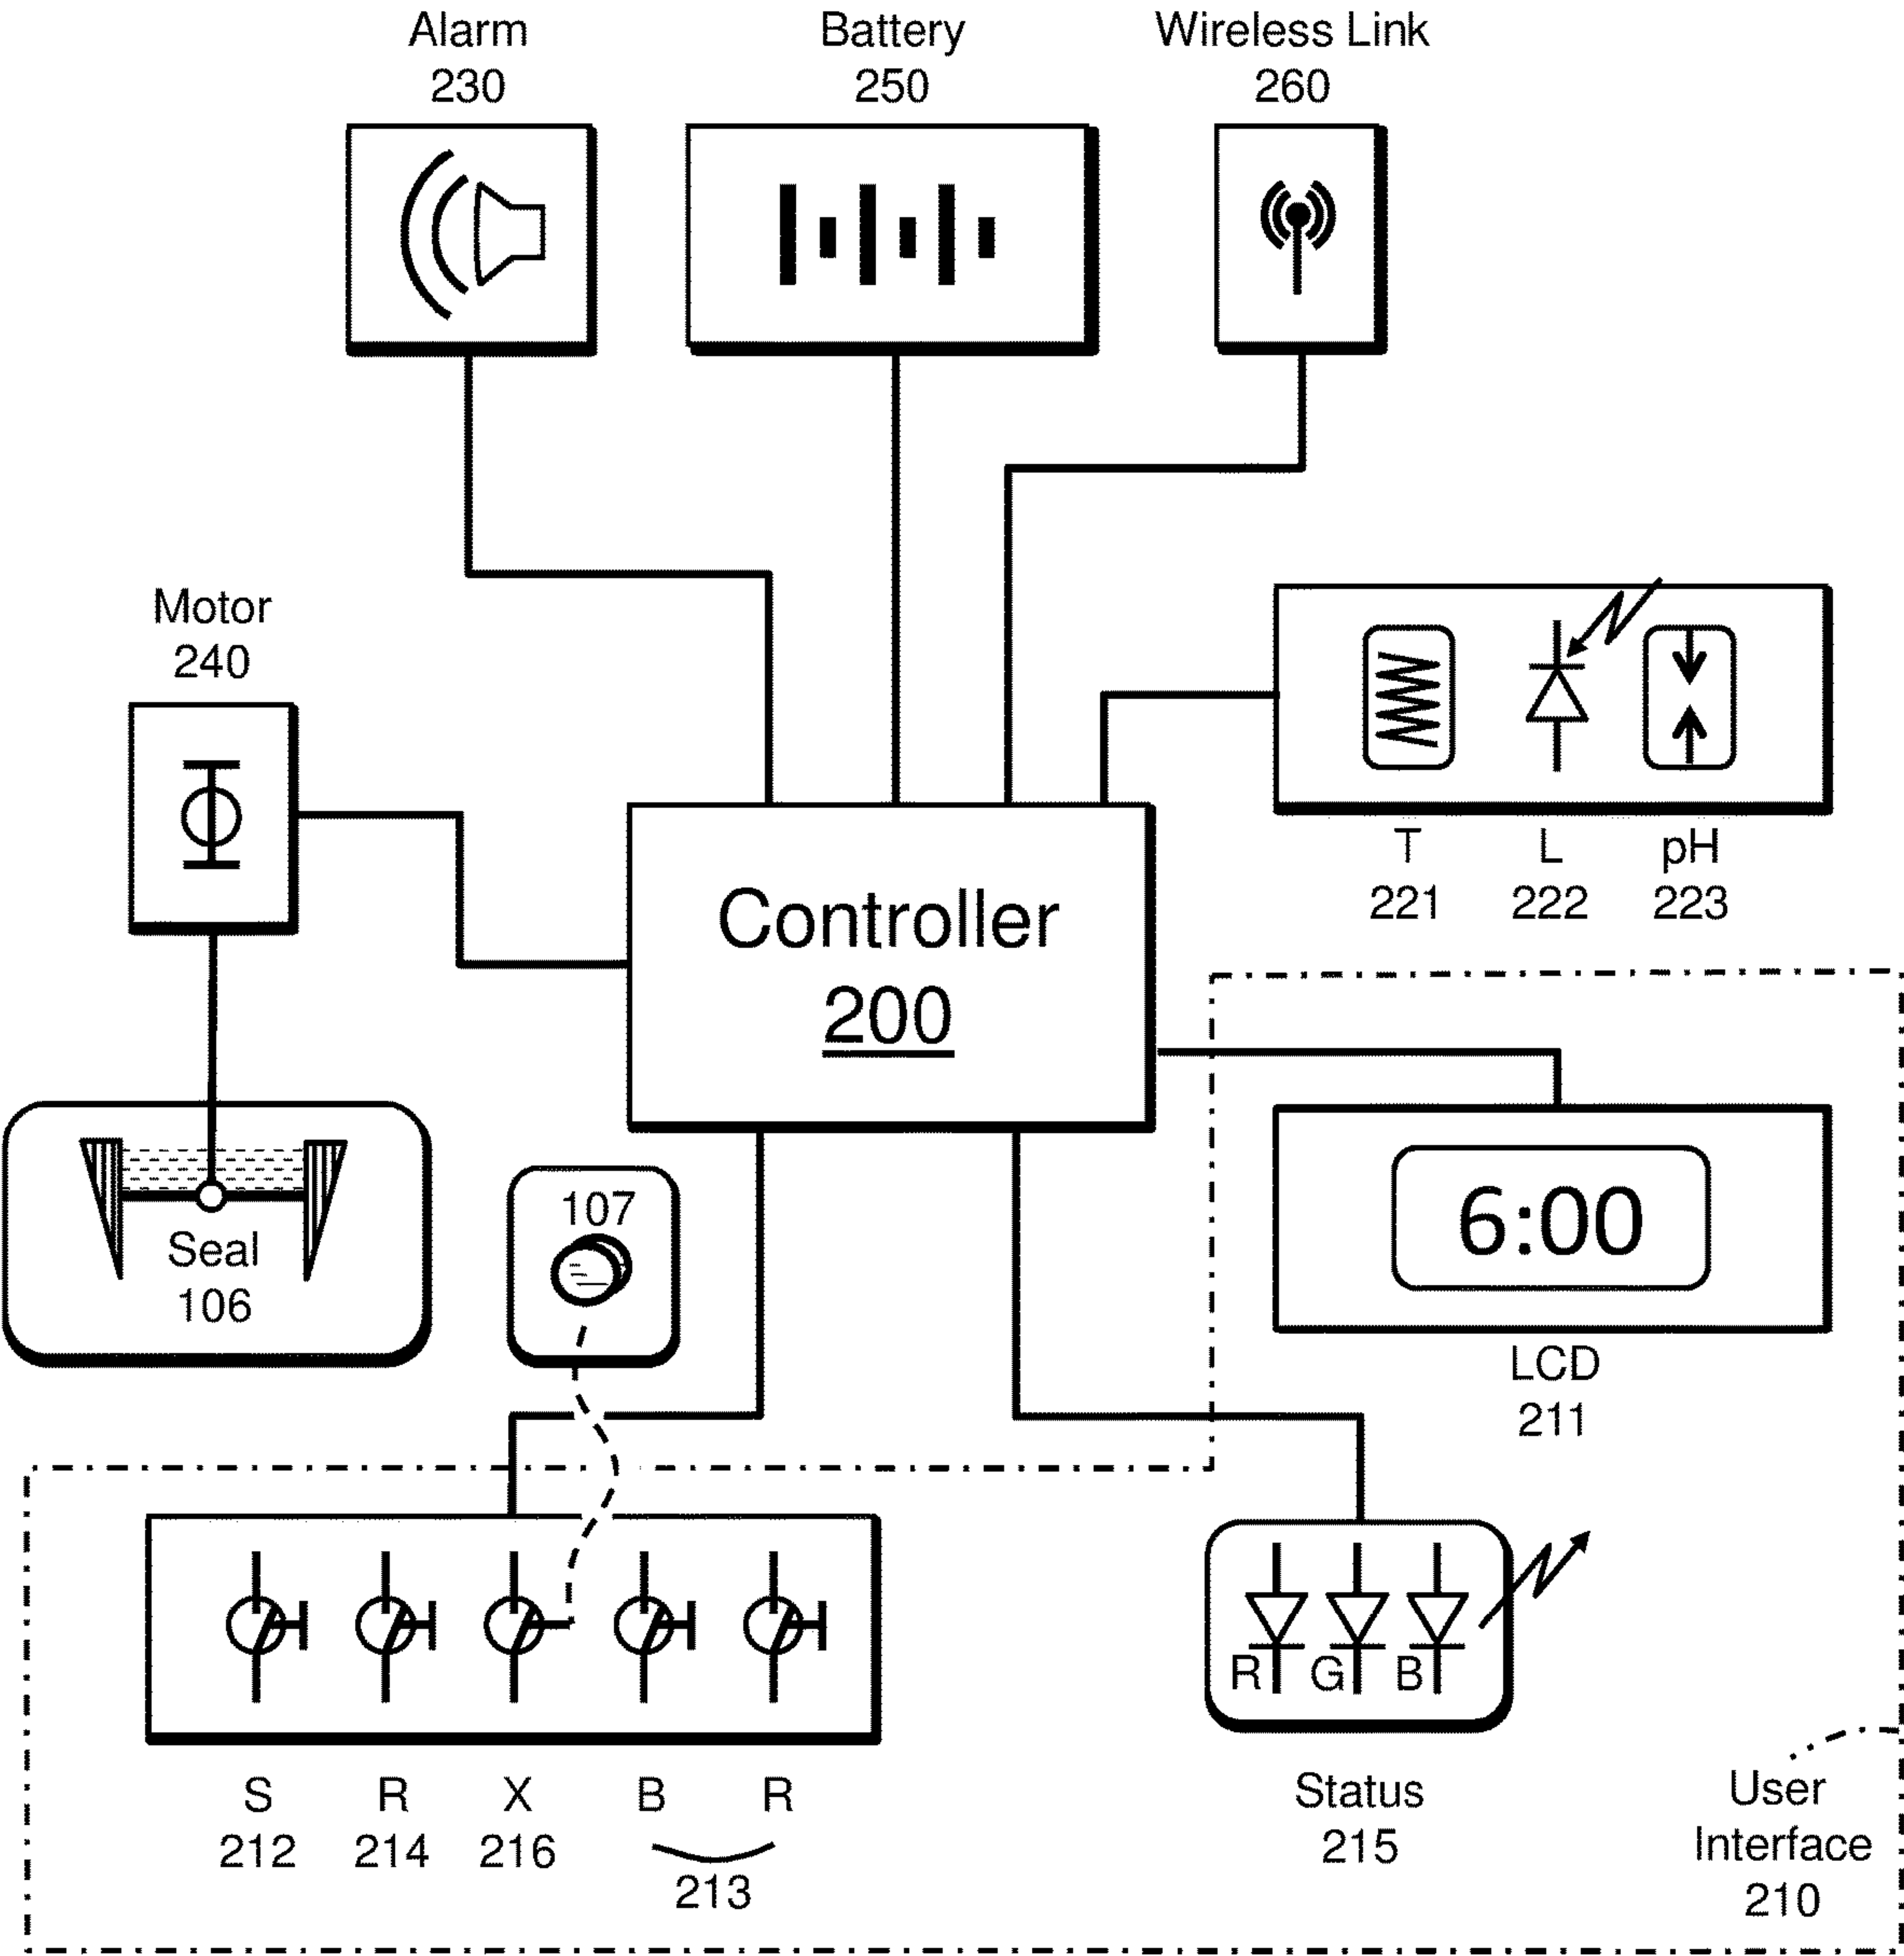 Alarm
230
Battery
250
Wireless Link
260
Motor
240
T L pH
221 222 223
Controller
200
Seal
106
107
6:00
LCD
211
R G B
S R X B R
212 214 216
213
Status
215
User
Interface
210